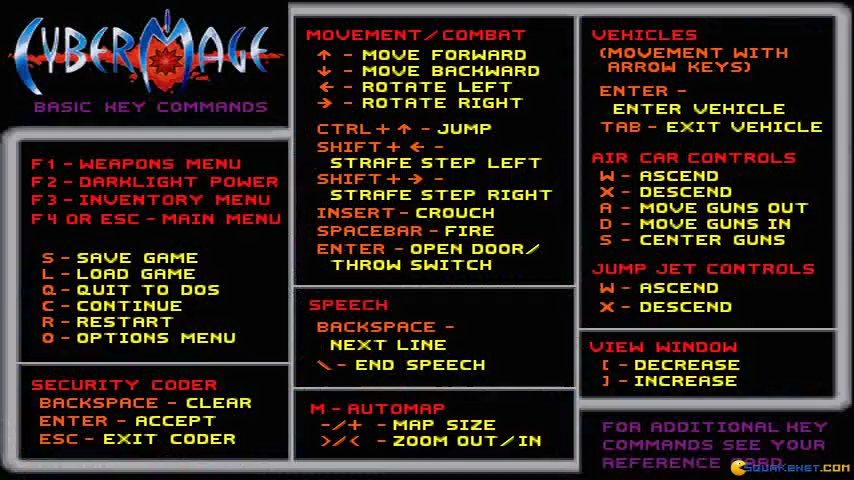 CYBERMAGE
BASIC KEY COMMANDS
F1 - WEAPONS MENU
F2 - DARKLIGHT POWER
F3 - INVENTORY MENU
F4 OR ESC - MAIN MENU
S - SAVE GAME
L - LOAD GAME
Q - QUIT TO DOS
C - CONTINUE
R - RESTART
O - OPTIONS MENU
SECURITY CODER
BACKSPACE - CLEAR
ENTER - ACCEPT
ESC - EXIT CODER
MOVEMENT/COMBAT
↑ - MOVE FORWARD
↓ - MOVE BACKWARD
← - ROTATE LEFT
→ - ROTATE RIGHT
CTRL + ↑ - JUMP
SHIFT + ← -
STRAFE STEP LEFT
SHIFT + → -
STRAFE STEP RIGHT
INSERT - CROUCH
SPACEBAR - FIRE
ENTER - OPEN DOOR/
THROW SWITCH
SPEECH
BACKSPACE -
NEXT LINE
\ - END SPEECH
M - AUTOMAP
-/+ - MAP SIZE
>/< - ZOOM OUT/IN
VEHICLES
(MOVEMENT WITH
ARROW KEYS)
ENTER -
ENTER VEHICLE
TAB - EXIT VEHICLE
AIR CAR CONTROLS
W - ASCEND
X - DESCEND
A - MOVE GUNS OUT
D - MOVE GUNS IN
S - CENTER GUNS
JUMP JET CONTROLS
W - ASCEND
X - DESCEND
VIEW WINDOW
[ - DECREASE
] - INCREASE
FOR ADDITIONAL KEY
COMMANDS SEE YOUR
REFERENCE CARD
SQUAKENET.COM